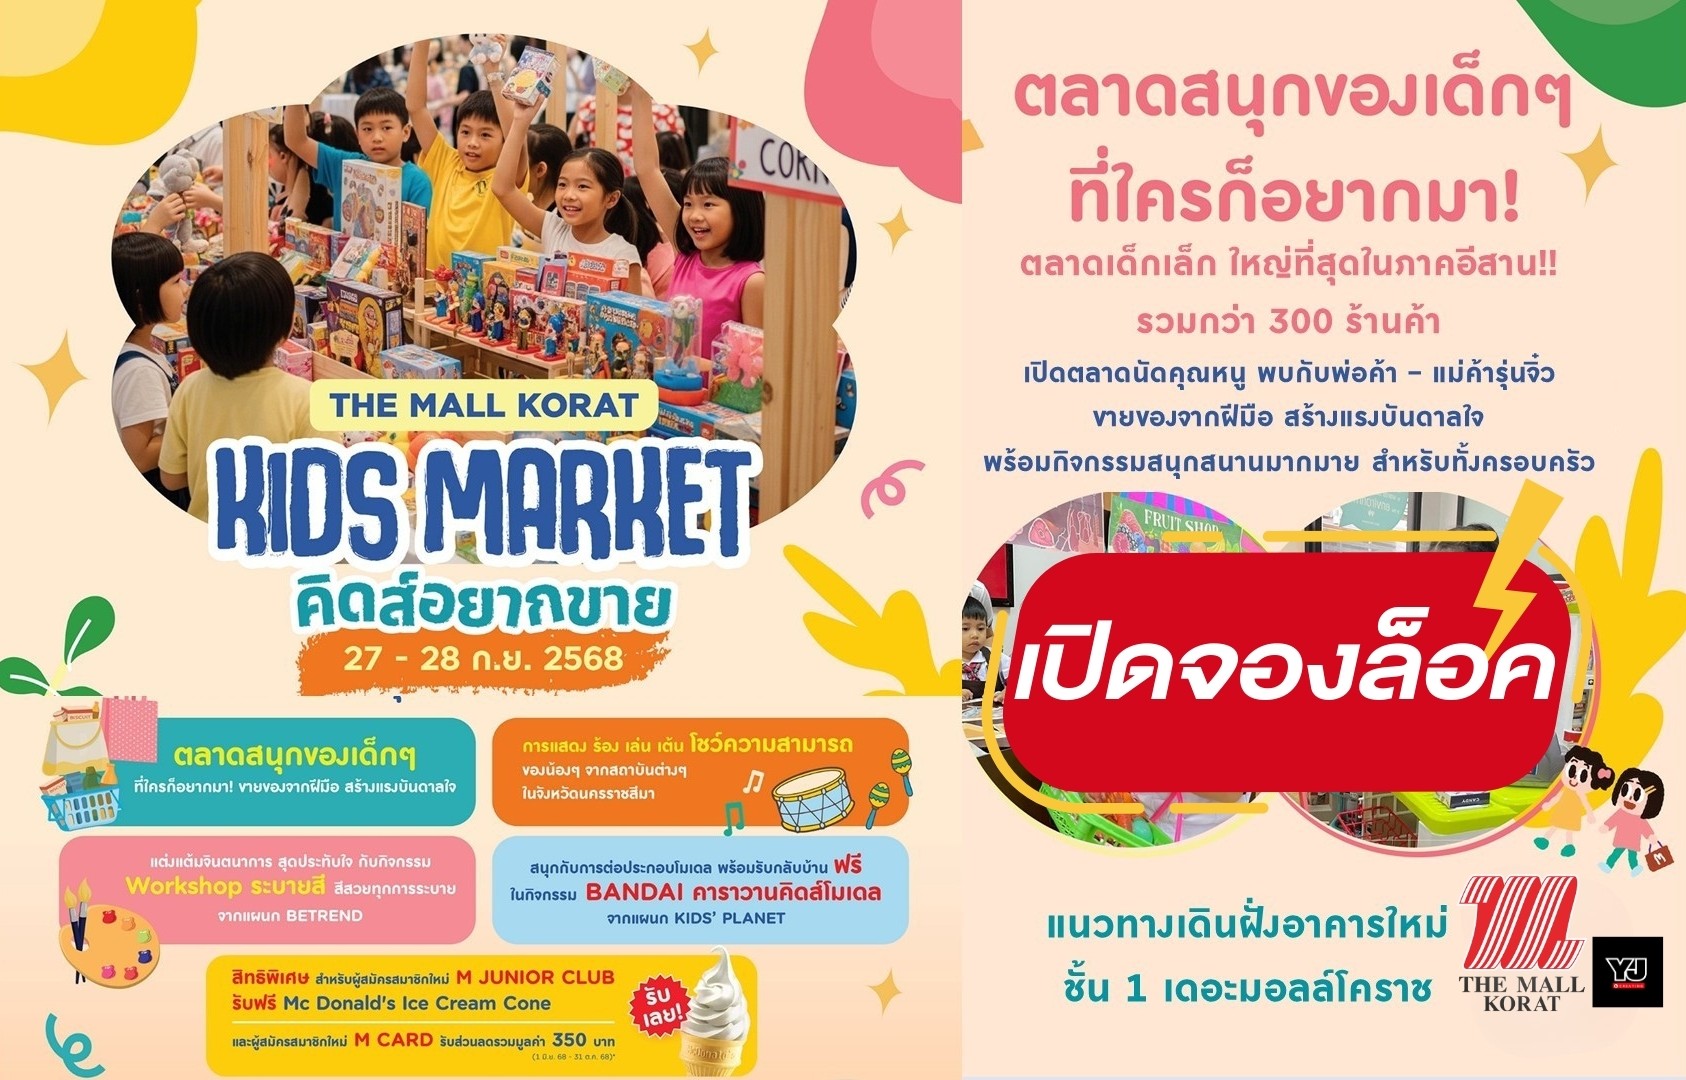 CORN
THE MALL KORAT
KIDS MARKET
คิดส์อยากขาย
27 - 28 ก.ย. 2568
ตลาดสนุกของเด็กๆ
ที่ใครก็อยากมา! ขายของจากฝีมือ สร้างแรงบันดาลใจ
การแสดง ร้อง เล่น เต้น โชว์ความสามารถ
ของน้องๆ จากสถาบันต่างๆ
ในจังหวัดนครราชสีมา
แต่งแต้มจินตนาการ สุดประทับใจ กับกิจกรรม
Workshop ระบายสี สีสวยทุกการระบาย
จากแผนก BETREND
สนุกกับการต่อประกอบโมเดล พร้อมรับกลับบ้าน ฟรี
ในกิจกรรม BANDAI คาราวานคิดส์โมเดล
จากแผนก KIDS' PLANET
สิทธิพิเศษ สำหรับผู้สมัครสมาชิกใหม่ M JUNIOR CLUB
รับฟรี Mc Donald's Ice Cream Cone
และผู้สมัครสมาชิกใหม่ M CARD รับส่วนลดรวมมูลค่า 350 บาท
(1 มิ.ย. 68 - 31 ต.ค. 68)*
รับ
เลย!
McDonald's
ตลาดสนุกของเด็กๆ
ที่ใครก็อยากมา!
ตลาดเด็กเล็ก ใหญ่ที่สุดในภาคอีสาน!!
รวมกว่า 300 ร้านค้า
เปิดตลาดนัดคุณหนู พบกับพ่อค้า – แม่ค้ารุ่นจิ๋ว
ขายของจากฝีมือ สร้างแรงบันดาลใจ
พร้อมกิจกรรมสนุกสนานมากมาย สำหรับทั้งครอบครัว
FRUIT SHOP
เปิดจองล็อค
CANDY
M
แนวทางเดินฝั่งอาคารใหม่
ชั้น 1 เดอะมอลล์โคราช
THE MALL
KORAT
YJ